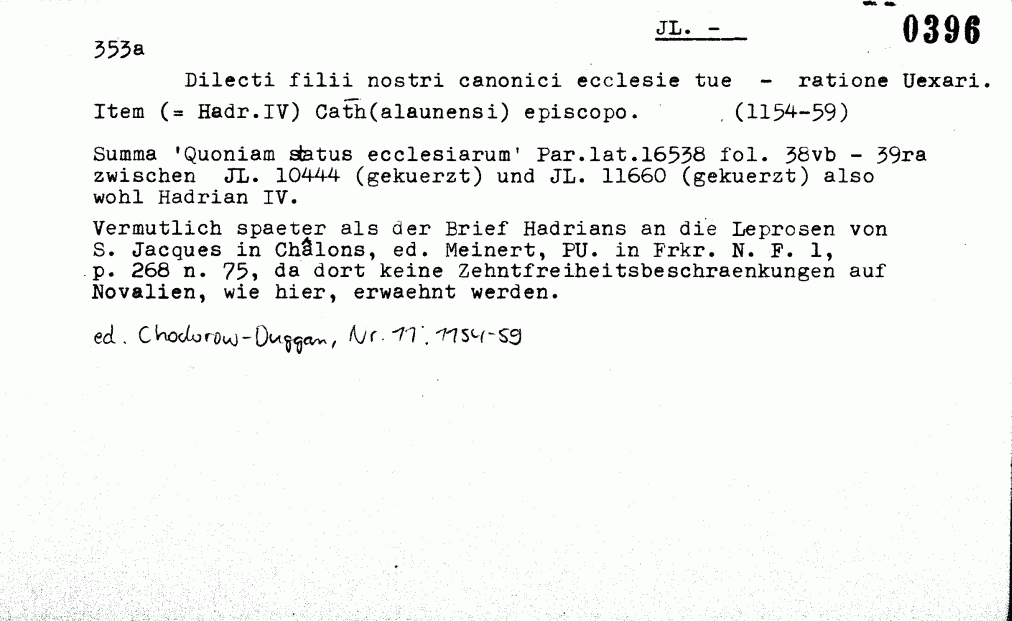 JL. - 0396
353a
Dilecti filii nostri canonici ecclesie tue - ratione Uexari.
Item (= Hadr.IV) Cath̅(alaunensi) episcopo. (1154-59)
Summa 'Quoniam status ecclesiarum' Par.lat.16538 fol. 38vb - 39ra
zwischen JL. 10444 (gekuerzt) und JL. 11660 (gekuerzt) also
wohl Hadrian IV.
Vermutlich spaeter als der Brief Hadrians an die Leprosen von
S. Jacques in Châlons, ed. Meinert, PU. in Frkr. N. F. 1,
p. 268 n. 75, da dort keine Zehntfreiheitsbeschraenkungen auf
Novalien, wie hier, erwaehnt werden.
ed. Chodorow-Duggan, Nr. 11: 1154-59